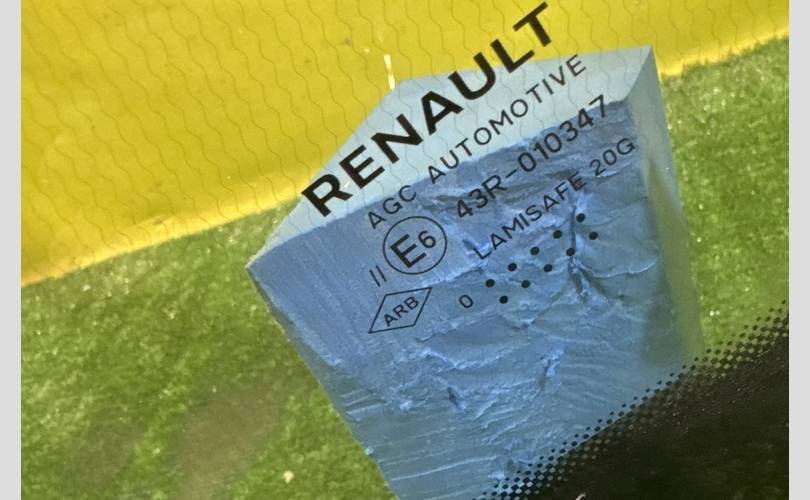 RENAULT
AGC AUTOMOTIVE
II E6 43R-010347
LAMISAFE 20G
ARB 0